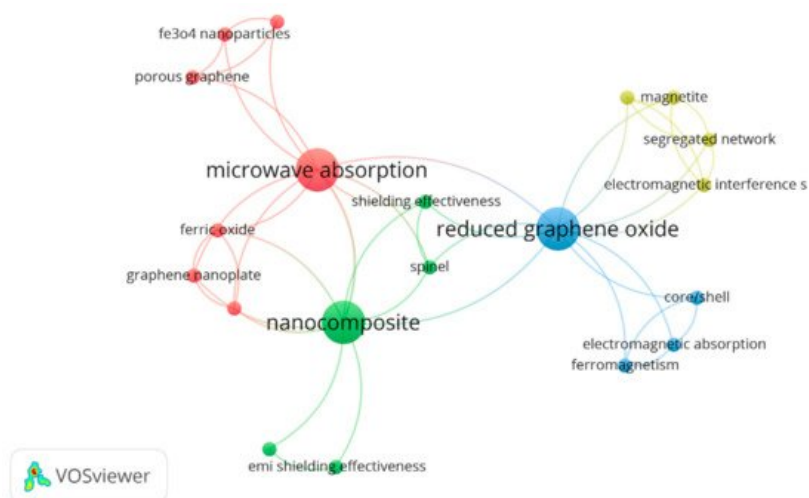 fe3o4 nanoparticles
porous graphene
magnetite
segregated network
microwave absorption
electromagnetic interference s
shielding effectiveness
reduced graphene oxide
ferric oxide
spinel
graphene nanoplate
core/shell
nanocomposite
electromagnetic absorption
ferromagnetism
emi shielding effectiveness
VOSviewer